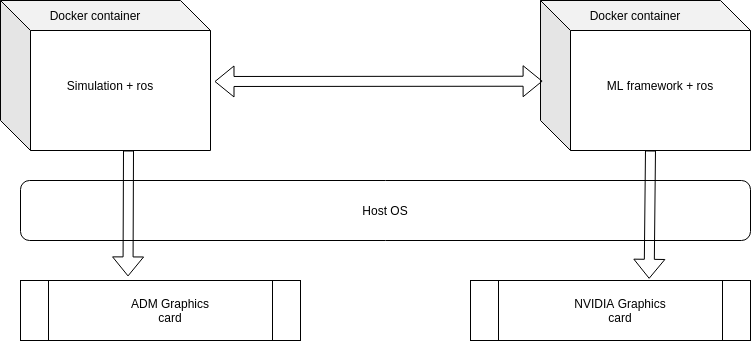 Docker container
Docker container
Simulation + ros
ML framework + ros
Host OS
ADM Graphics
card
NVIDIA Graphics
card